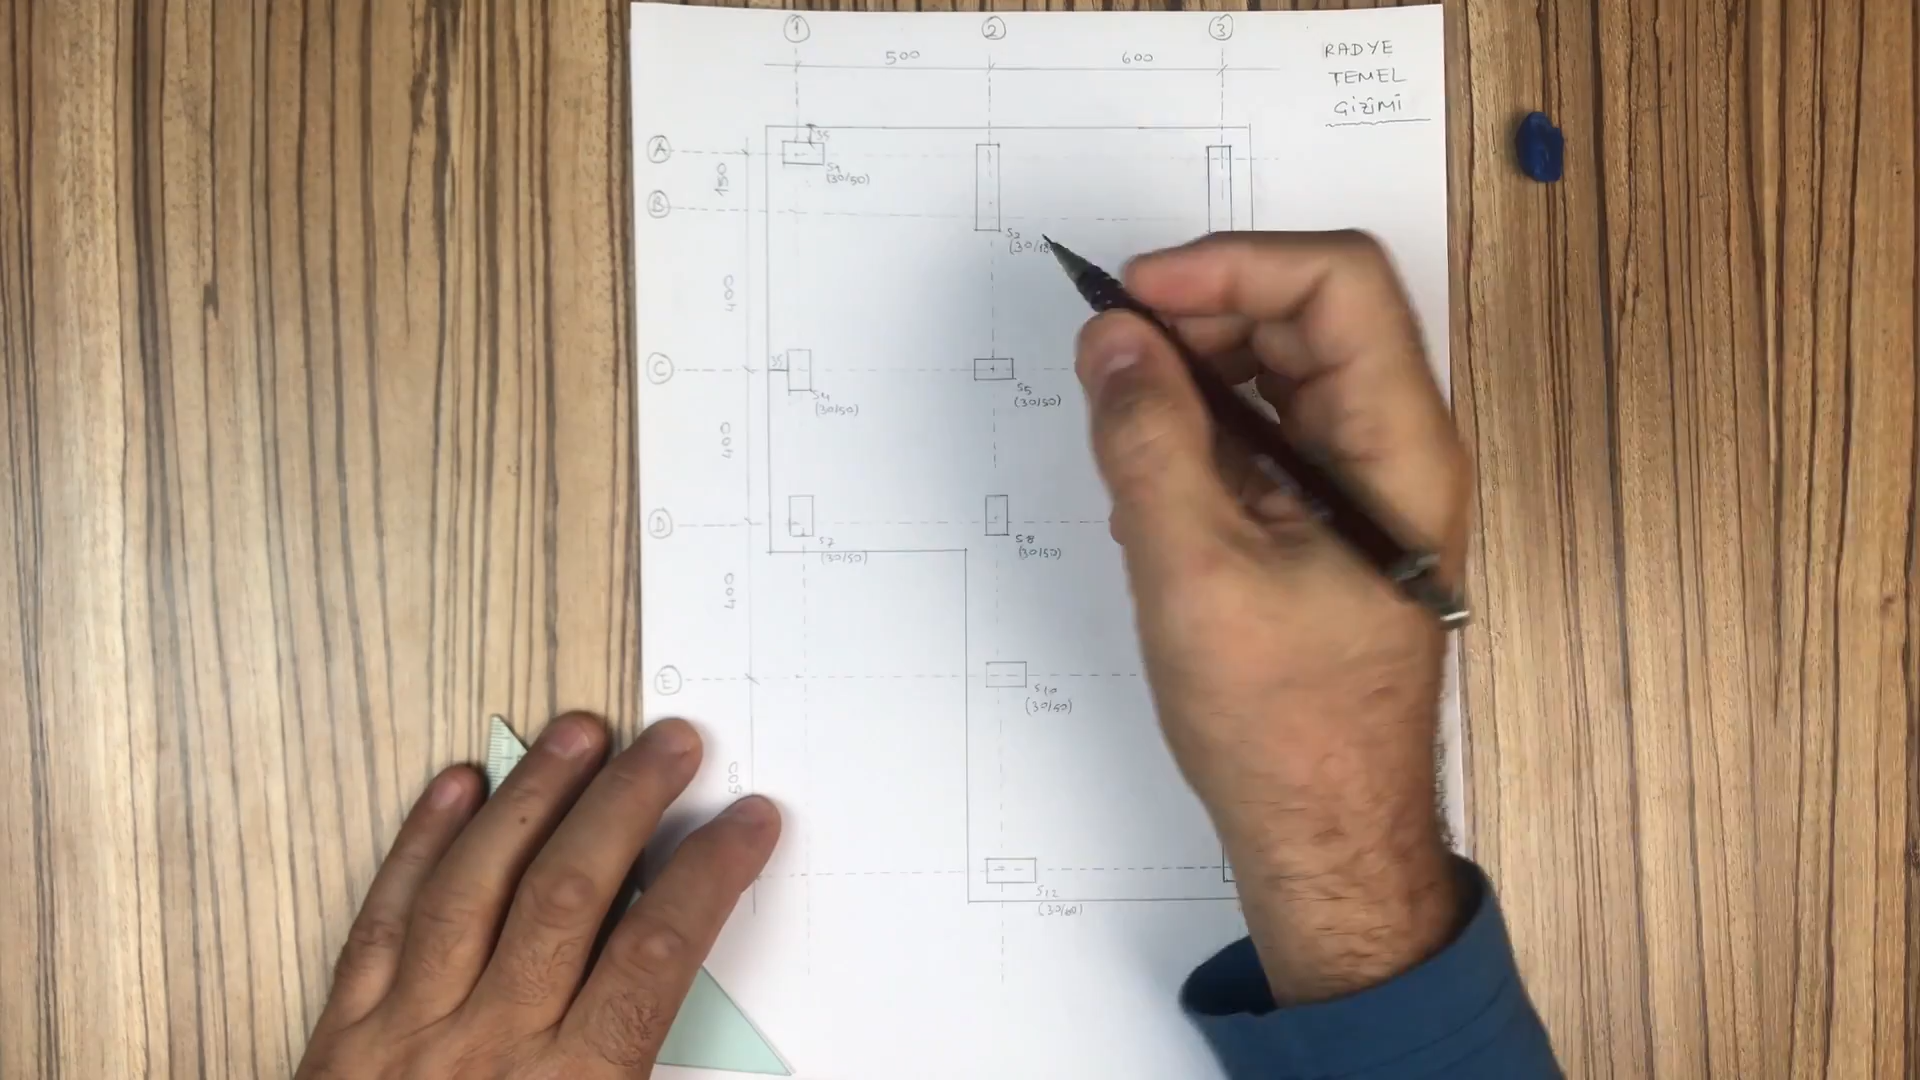 1 2 3
500 600
RADYE
TEMEL
ÇİZİMİ
A
35
S1
(30/50)
150
B
S2
400
C
35
S4
(30/50)
S5
(30/50)
400
D
S7
(30/50)
S8
(30/50)
400
E
S10
(30/50)
500
S12
(30/60)